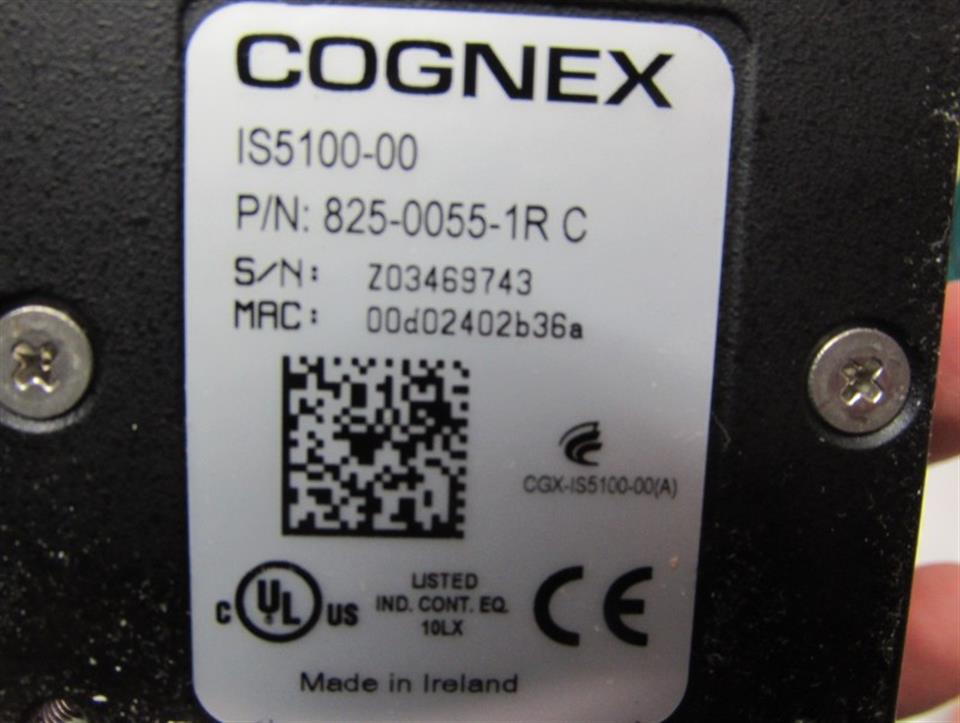 COGNEX
IS5100-00
P/N: 825-0055-1R C
S/N: Z03469743
MAC: 00d02402b36a
CGX-IS5100-00(A)
C UL US
LISTED
IND. CONT. EQ.
10LX
CE
Made in Ireland